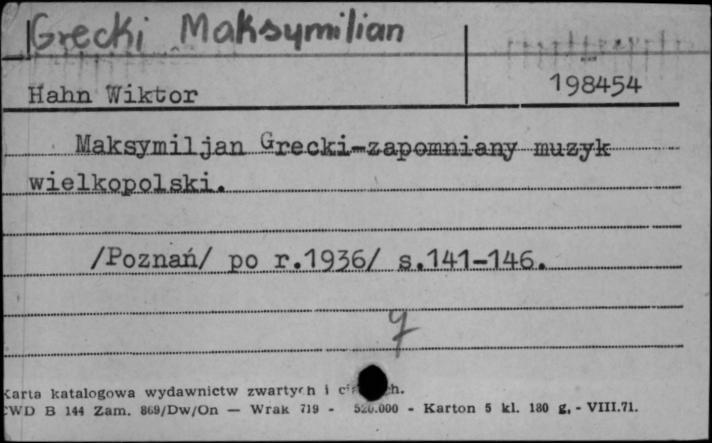 Grecki Maksymilian
198454
Hahn Wiktor
Maksymiljan Grecki-zapomniany muzyk
wielkopolski.
/Poznań/ po r.1936/ s.141-146.
Karta katalogowa wydawnictw zwartych i
WD B 144 Zam. 869/Dw/On — Wrak 719 - 520.000 - Karton 5 kl. 180 g. - VIII.71.